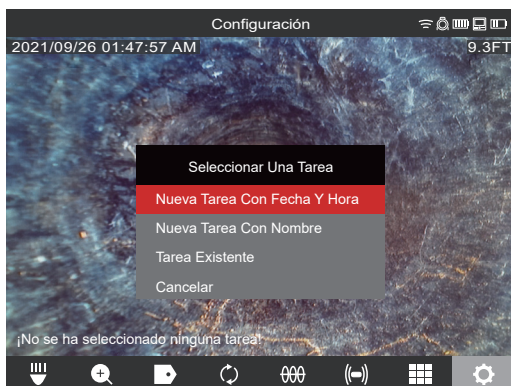 Configuración
2021/09/26 01:47:57 AM
9.3FT
Seleccionar Una Tarea
Nueva Tarea Con Fecha Y Hora
Nueva Tarea Con Nombre
Tarea Existente
Cancelar
¡No se ha seleccionado ninguna tarea!